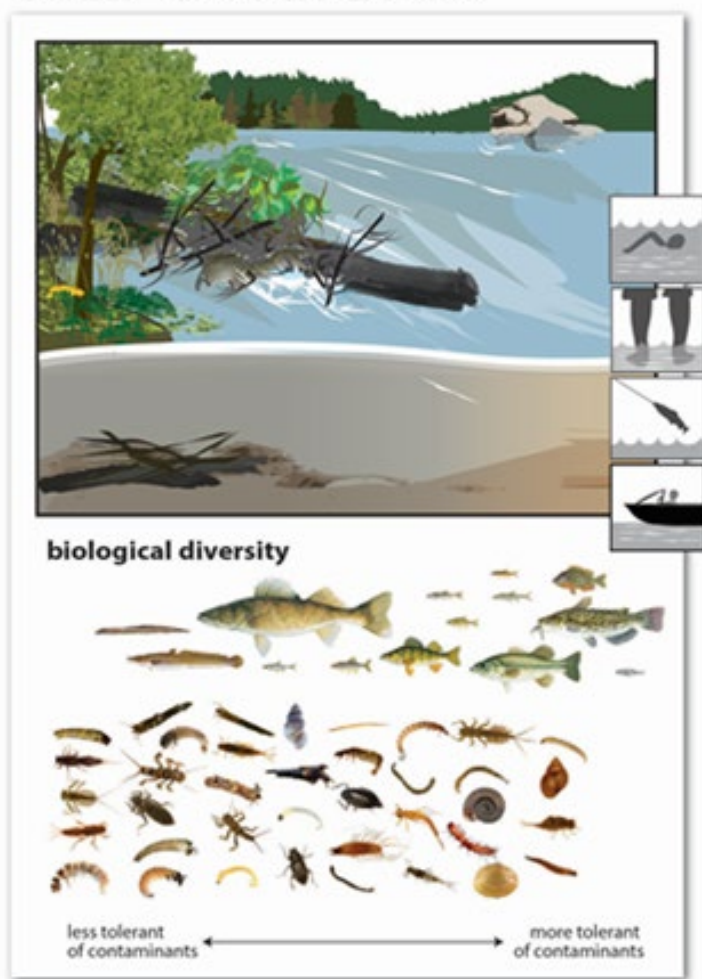 biological diversity
less tolerant
of contaminants
more tolerant
of contaminants